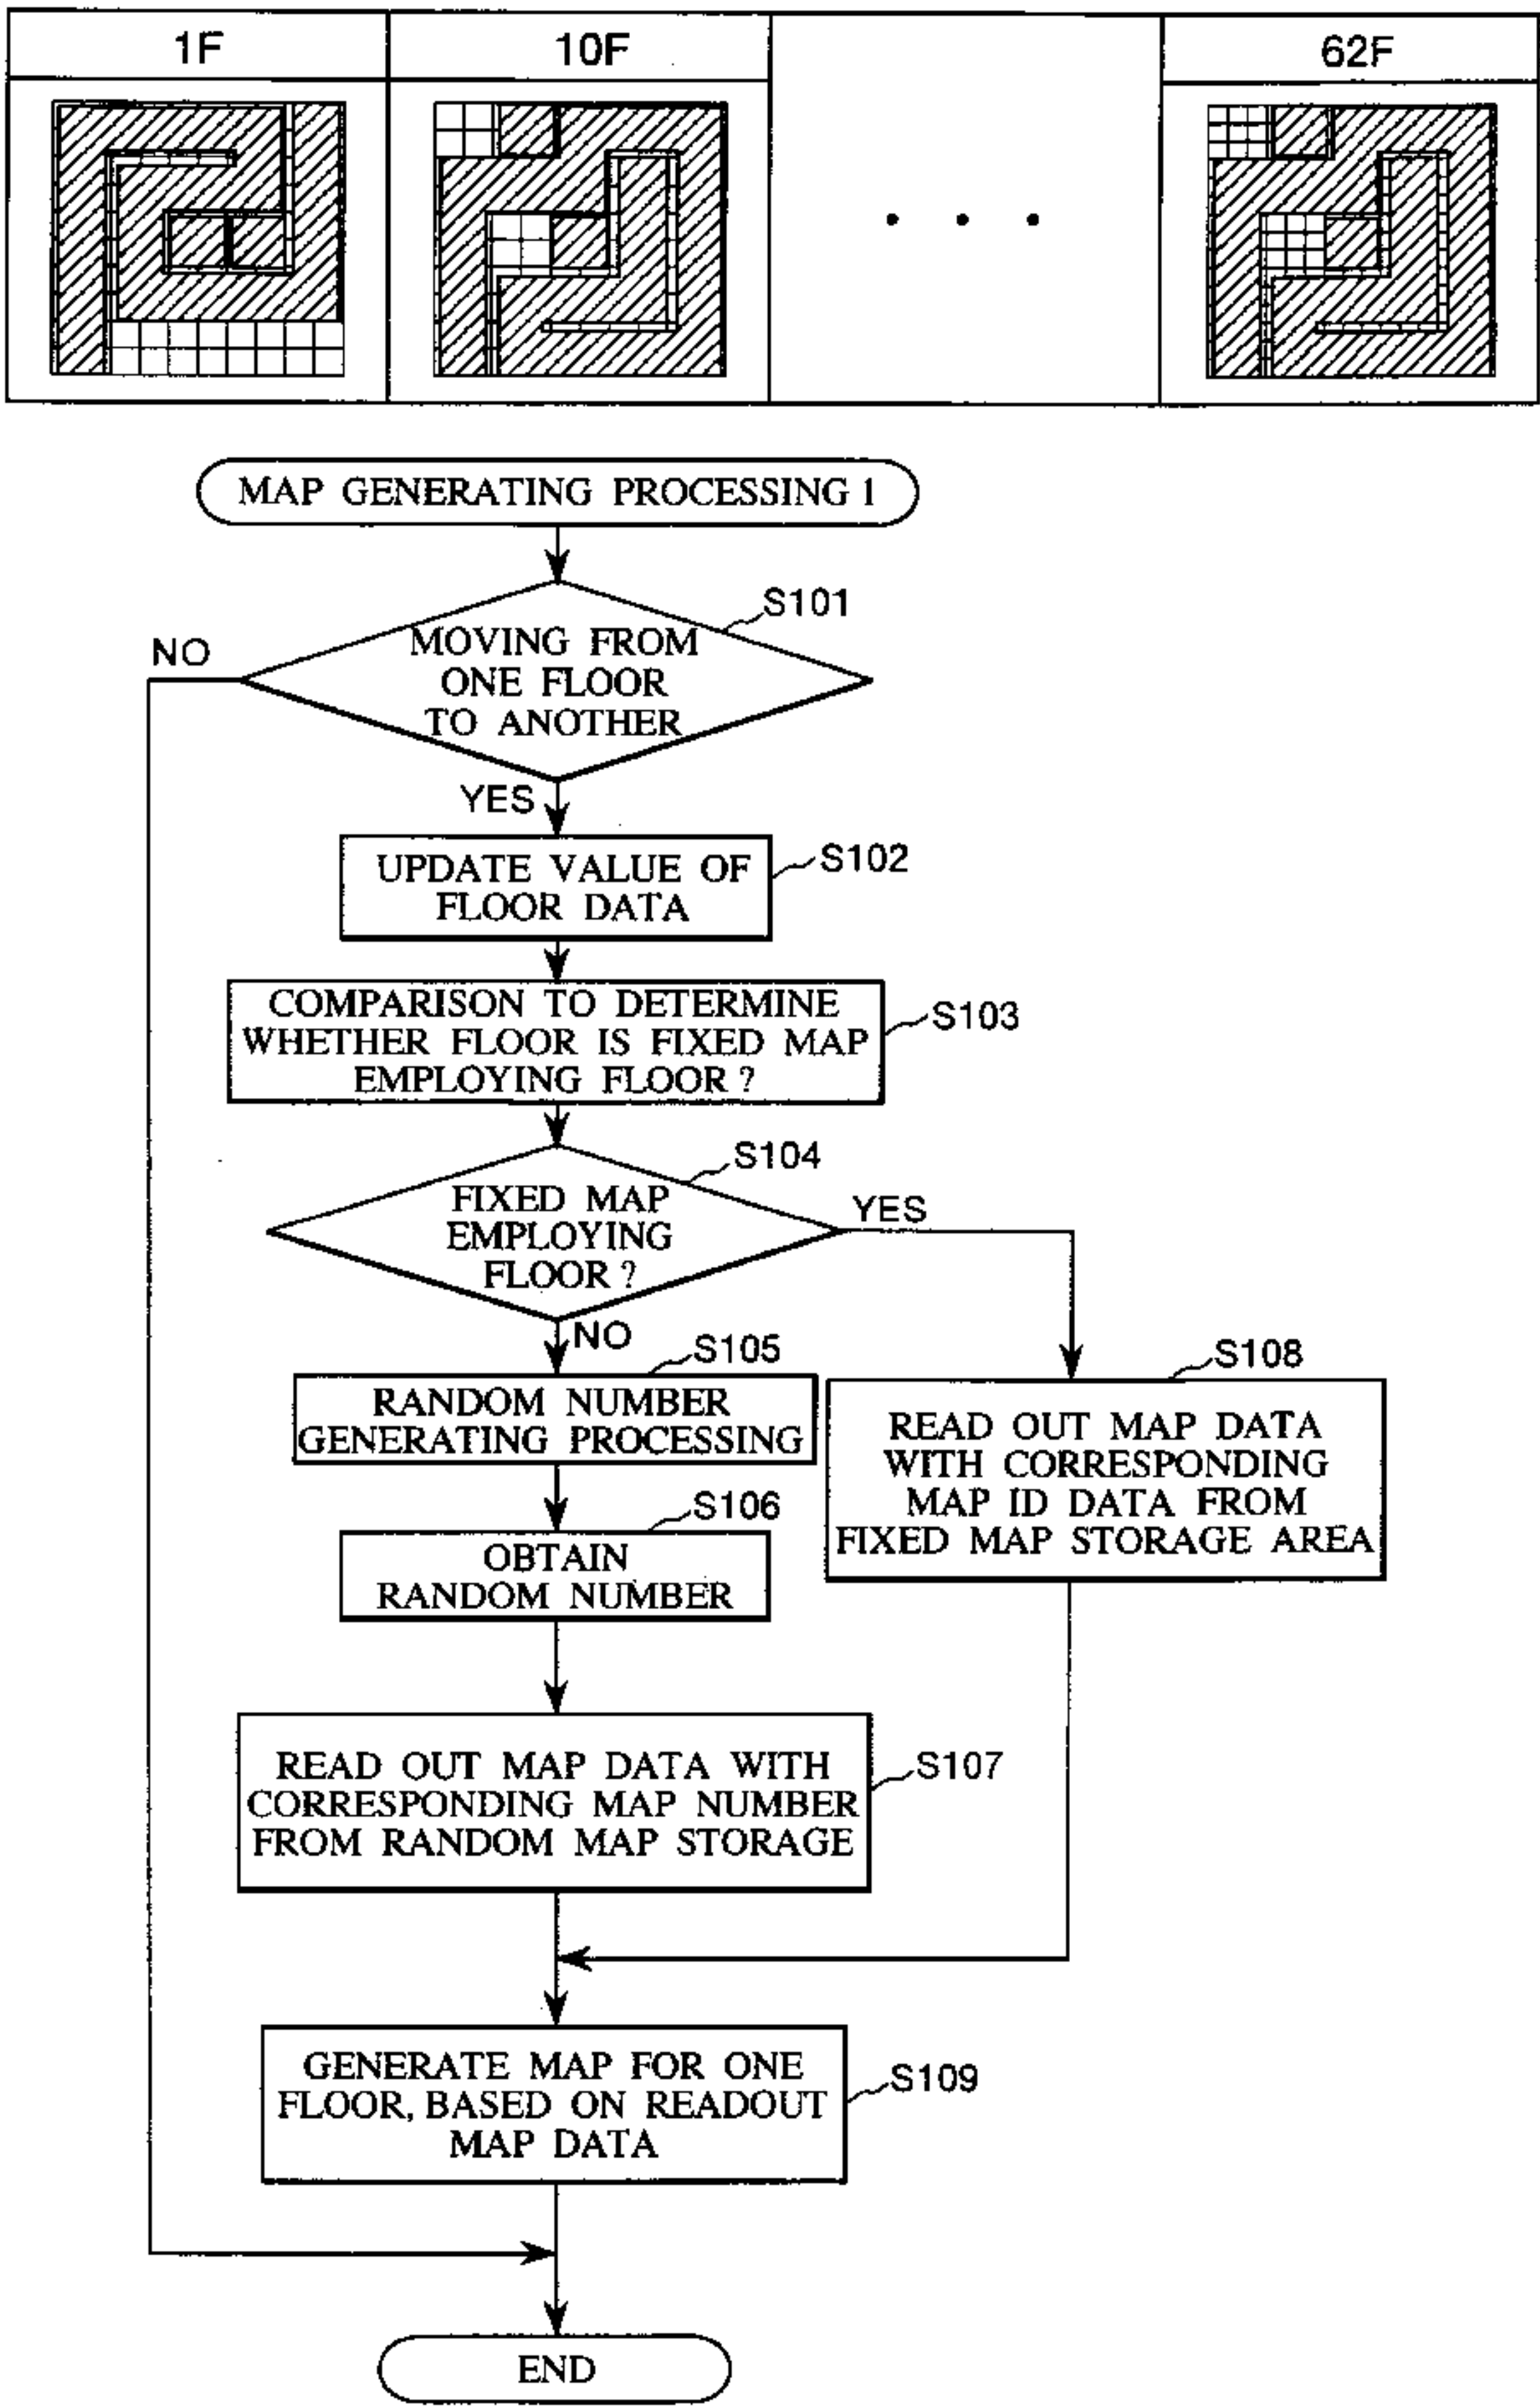 1F
10F
62F
MAP GENERATING PROCESSING 1
S101
NO
MOVING FROM
ONE FLOOR
TO ANOTHER
YES
S102
UPDATE VALUE OF
FLOOR DATA
COMPARISON TO DETERMINE
WHETHER FLOOR IS FIXED MAP
EMPLOYING FLOOR ?
S103
S104
FIXED MAP
EMPLOYING
FLOOR ?
YES
NO
S105
RANDOM NUMBER
GENERATING PROCESSING
S108
READ OUT MAP DATA
WITH CORRESPONDING
MAP ID DATA FROM
FIXED MAP STORAGE AREA
S106
OBTAIN
RANDOM NUMBER
READ OUT MAP DATA WITH
CORRESPONDING MAP NUMBER
FROM RANDOM MAP STORAGE
S107
GENERATE MAP FOR ONE
FLOOR, BASED ON READOUT
MAP DATA
S109
END